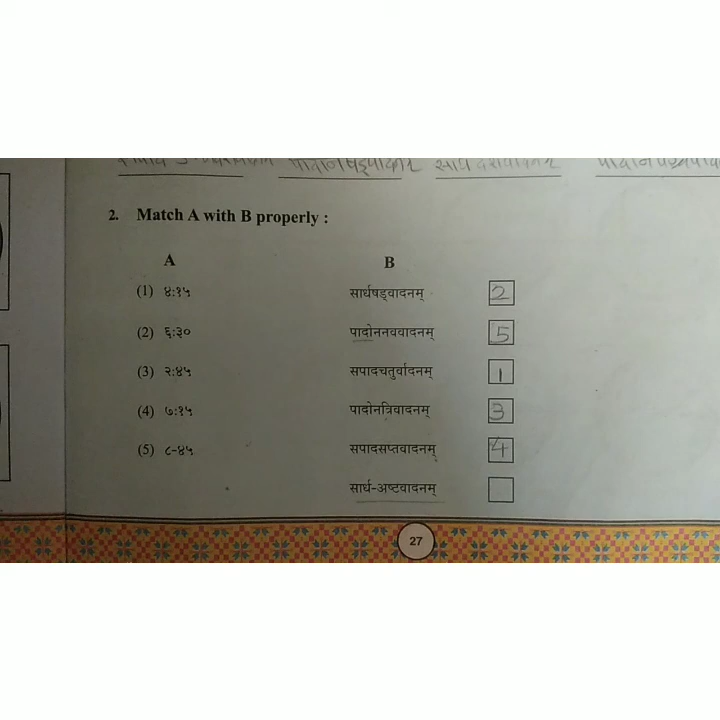 2. Match A with B properly :
A B
(1) ४:१५ सार्धषड्वादनम् 2
(2) ६:३० पादोननववादनम् 5
(3) २:४५ सपादचतुर्वादनम् 1
(4) ७:१५ पादोनत्रिवादनम् 3
(5) ८-४५ सपादसप्तवादनम् 4
सार्ध-अष्टवादनम्
27